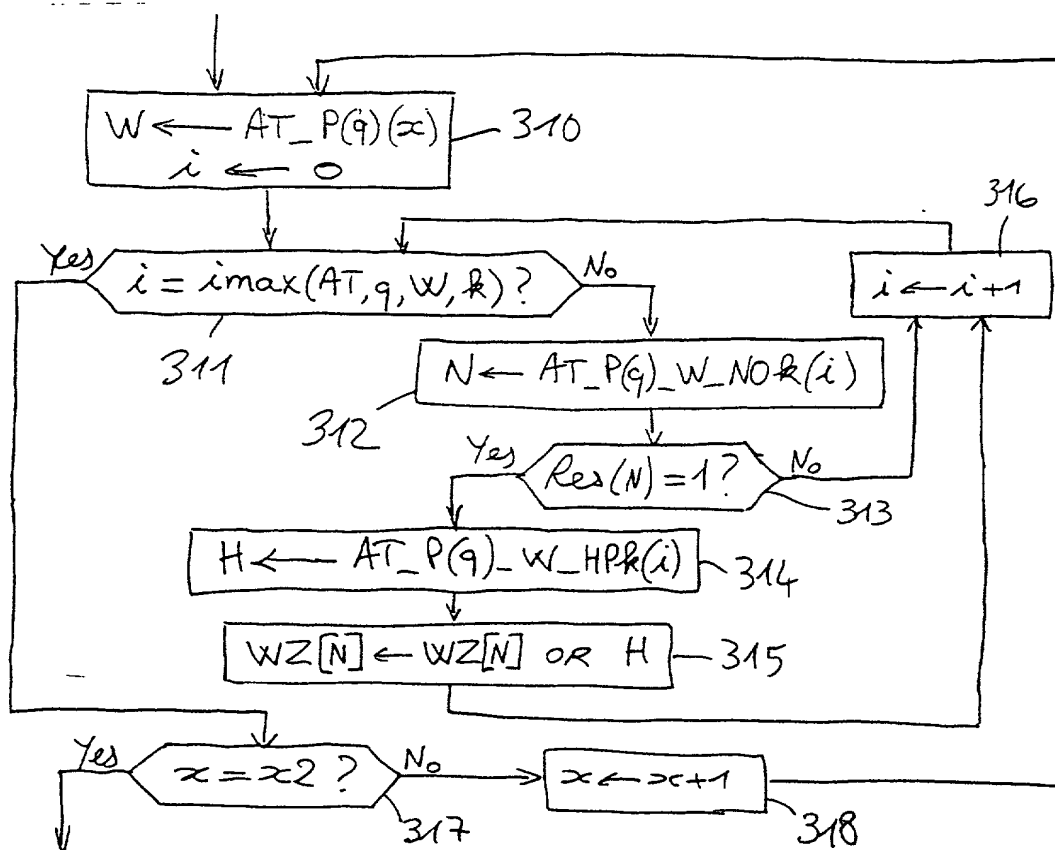 W ← AT_P(q)(x)
i ← 0
310
316
Yes
i = imax(AT, q, W, k) ?
No
i ← i+1
311
N ← AT_P(q)_W_NOk(i)
312
Yes
Res(N) = 1 ?
No
313
H ← AT_P(q)_W_HPk(i)
314
WZ[N] ← WZ[N] OR H
315
Yes
x = x2 ?
No
x ← x+1
317
318